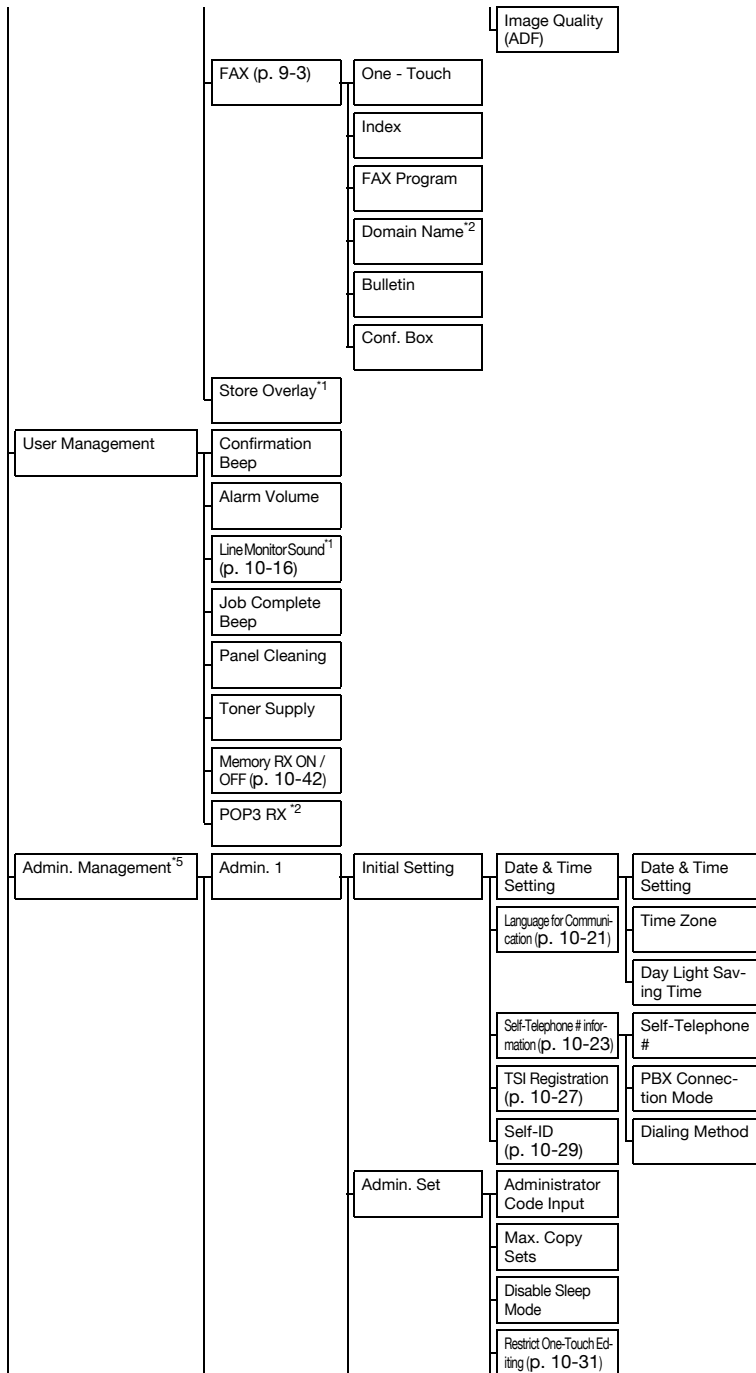 Image Quality
(ADF)
FAX (p. 9-3)
One - Touch
Index
FAX Program
Domain Name*2
Bulletin
Conf. Box
Store Overlay*1
User Management
Confirmation
Beep
Alarm Volume
Line Monitor Sound*1
(p. 10-16)
Job Complete
Beep
Panel Cleaning
Toner Supply
Memory RX ON /
OFF (p. 10-42)
POP3 RX *2
Admin. Management*5
Admin. 1
Initial Setting
Date & Time
Setting
Date & Time
Setting
Language for Communi-
cation (p. 10-21)
Time Zone
Day Light Sav-
ing Time
Self-Telephone # infor-
mation (p. 10-23)
Self-Telephone
#
TSI Registration
(p. 10-27)
PBX Connec-
tion Mode
Self-ID
(p. 10-29)
Dialing Method
Admin. Set
Administrator
Code Input
Max. Copy
Sets
Disable Sleep
Mode
Restrict One-Touch Ed-
iting (p. 10-31)